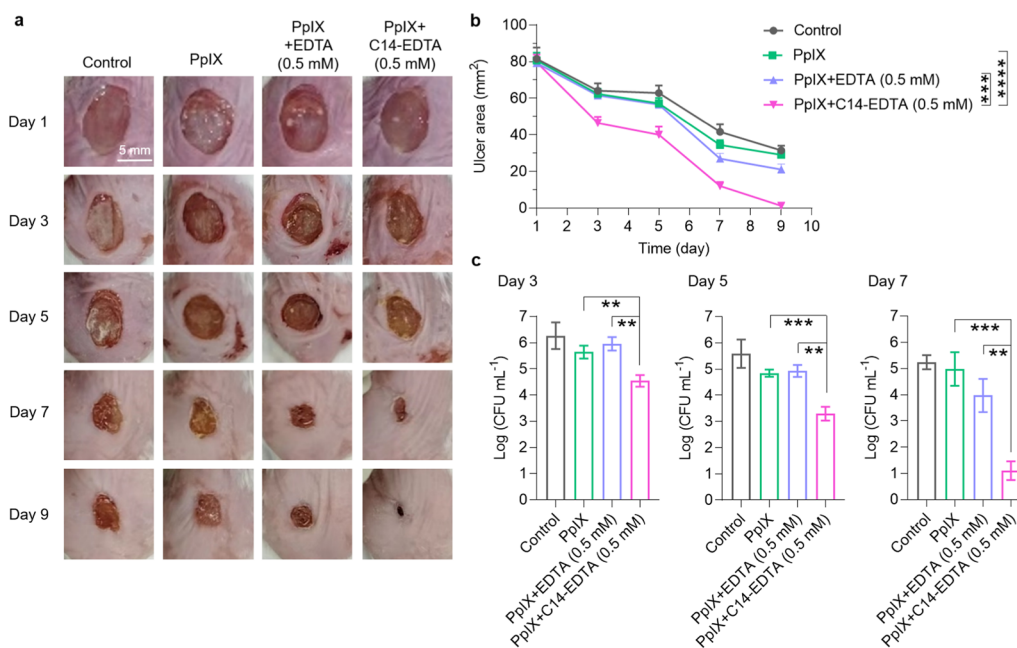 a
Control
PpIX
PpIX
+EDTA
(0.5 mM)
PpIX+
C14-EDTA
(0.5 mM)
Day 1
5 mm
Day 3
Day 5
Day 7
Day 9
b
Ulcer area (mm²)
100
80
60
40
20
0
1 2 3 4 5 6 7 8 9 10
Time (day)
Control
PpIX
PpIX+EDTA (0.5 mM)
PpIX+C14-EDTA (0.5 mM)
***
*****
c
Day 3
Log (CFU mL⁻¹)
7
6
5
4
3
2
1
0
**
**
Control
PpIX
PpIX+EDTA (0.5 mM)
PpIX+C14-EDTA (0.5 mM)
Day 5
Log (CFU mL⁻¹)
7
6
5
4
3
2
1
0
***
**
Control
PpIX
PpIX+EDTA (0.5 mM)
PpIX+C14-EDTA (0.5 mM)
Day 7
Log (CFU mL⁻¹)
7
6
5
4
3
2
1
0
***
**
Control
PpIX
PpIX+EDTA (0.5 mM)
PpIX+C14-EDTA (0.5 mM)